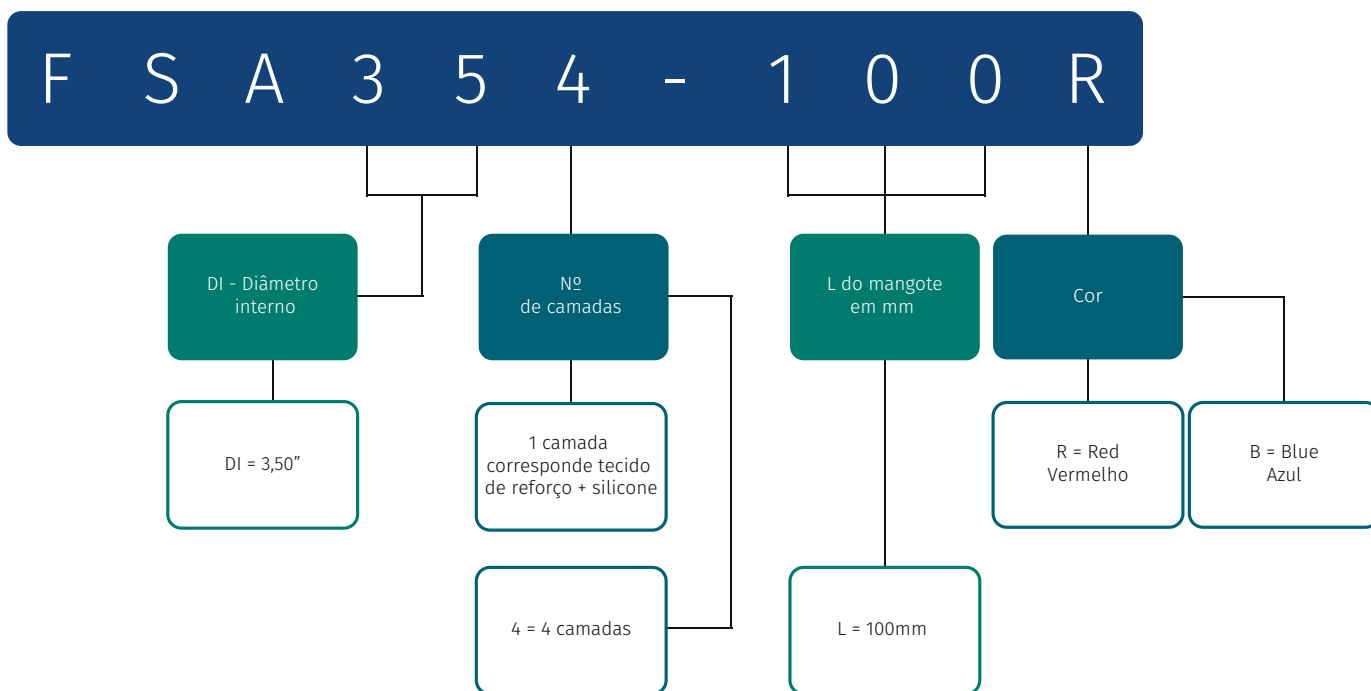 F S A 3 5 4 - 1 0 0 R
DI - Diâmetro
interno
Nº
de camadas
L do mangote
em mm
Cor
DI = 3,50”
1 camada
corresponde tecido
de reforço + silicone
R = Red
Vermelho
B = Blue
Azul
4 = 4 camadas
L = 100mm